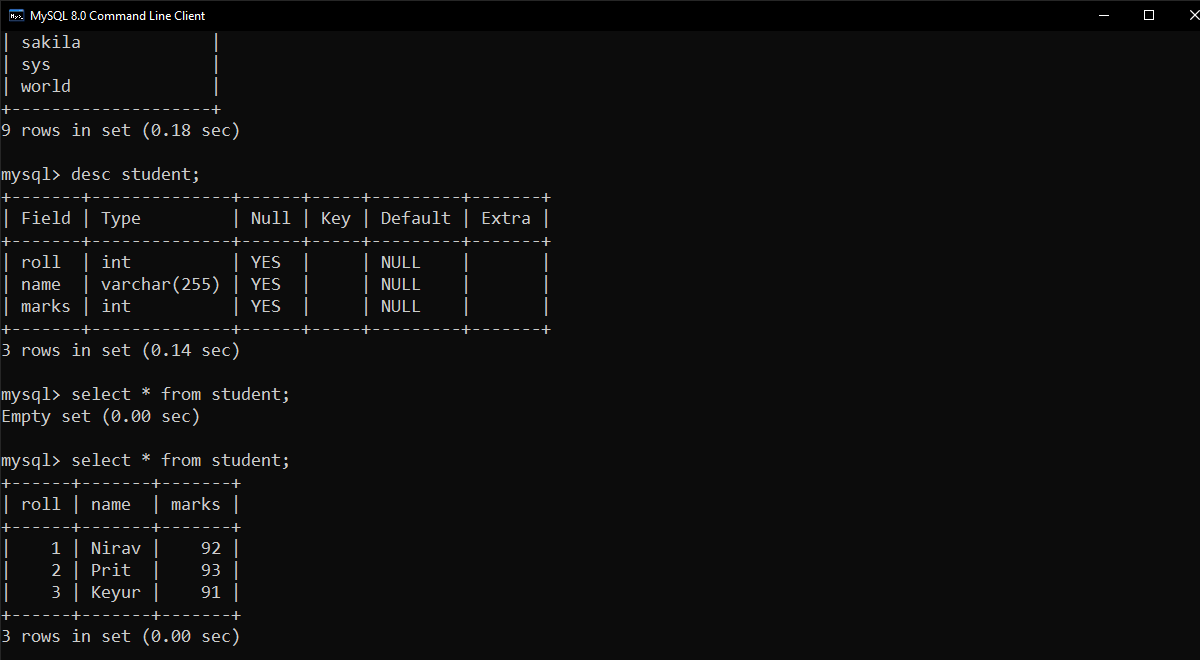 MySQL 8.0 Command Line Client
| sakila             |
| sys                |
| world              |
+--------------------+
9 rows in set (0.18 sec)
mysql> desc student;
+-------+--------------+------+-----+---------+-------+
| Field | Type         | Null | Key | Default | Extra |
+-------+--------------+------+-----+---------+-------+
| roll  | int          | YES  |     | NULL    |       |
| name  | varchar(255) | YES  |     | NULL    |       |
| marks | int          | YES  |     | NULL    |       |
+-------+--------------+------+-----+---------+-------+
3 rows in set (0.14 sec)
mysql> select * from student;
Empty set (0.00 sec)
mysql> select * from student;
+------+-------+-------+
| roll | name  | marks |
+------+-------+-------+
|    1 | Nirav |    92 |
|    2 | Prit  |    93 |
|    3 | Keyur |    91 |
+------+-------+-------+
3 rows in set (0.00 sec)